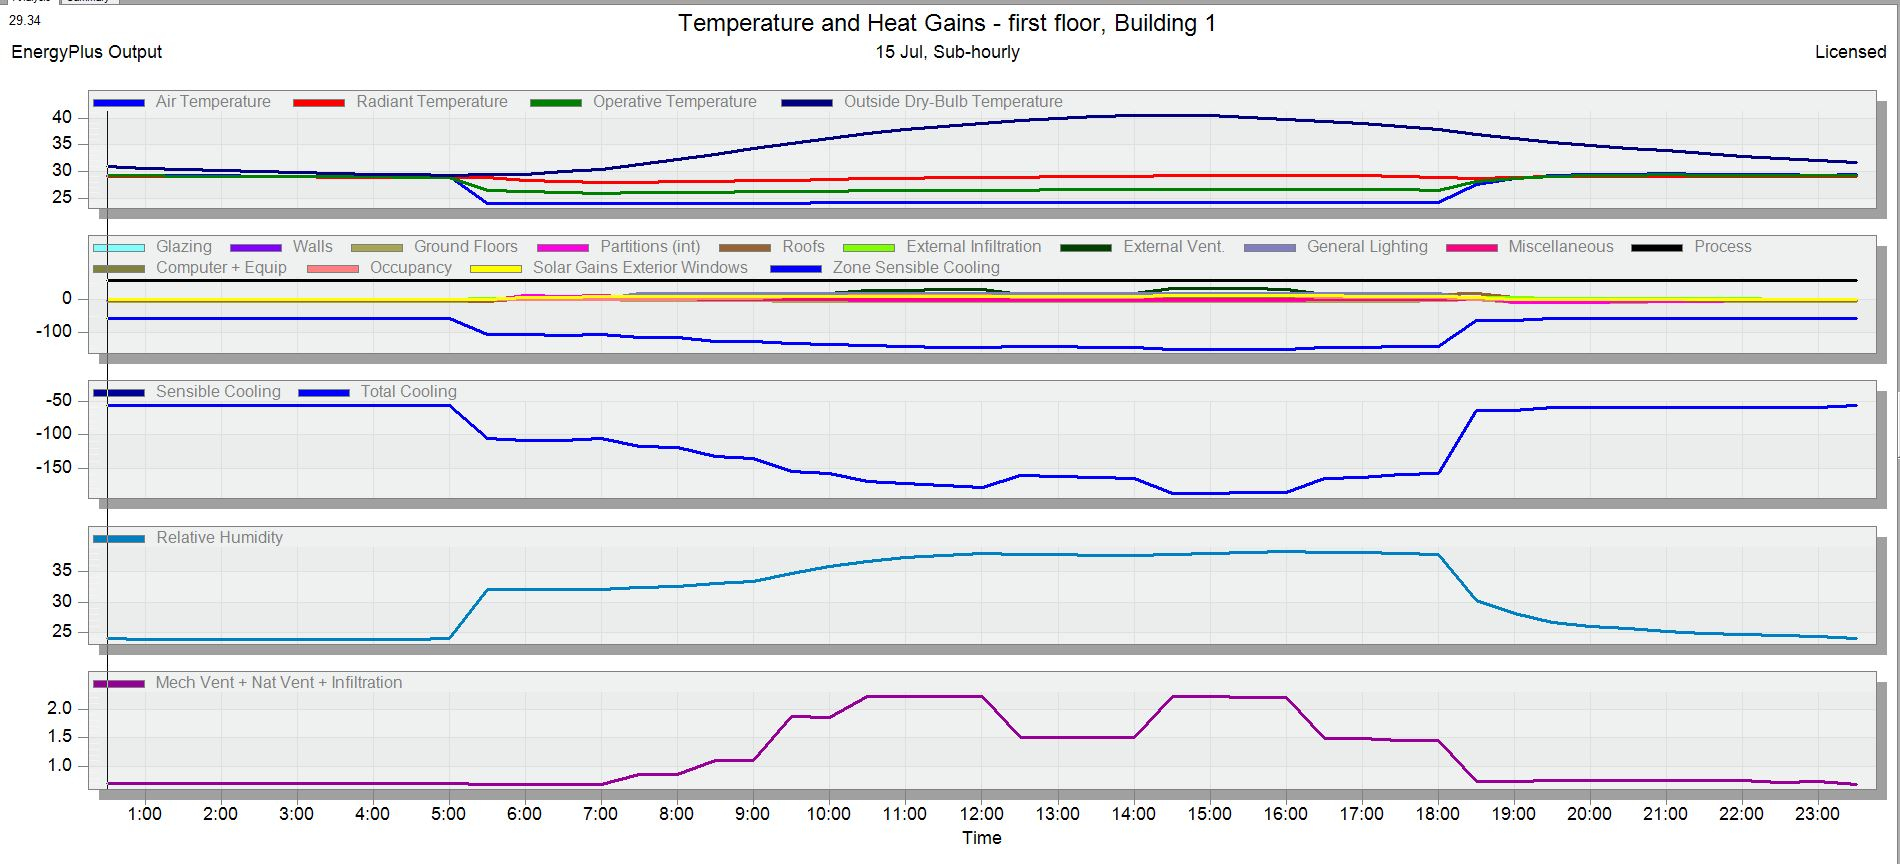 29.34
Temperature and Heat Gains - first floor, Building 1
EnergyPlus Output
15 Jul, Sub-hourly
Licensed
Air Temperature Radiant Temperature Operative Temperature Outside Dry-Bulb Temperature
40
35
30
25
Glazing Walls Ground Floors Partitions (int) Roofs External Infiltration External Vent. General Lighting Miscellaneous Process
Computer + Equip Occupancy Solar Gains Exterior Windows Zone Sensible Cooling
0
-100
Sensible Cooling Total Cooling
-50
-100
-150
Relative Humidity
35
30
25
Mech Vent + Nat Vent + Infiltration
2.0
1.5
1.0
1:00 2:00 3:00 4:00 5:00 6:00 7:00 8:00 9:00 10:00 11:00 12:00 13:00 14:00 15:00 16:00 17:00 18:00 19:00 20:00 21:00 22:00 23:00
Time